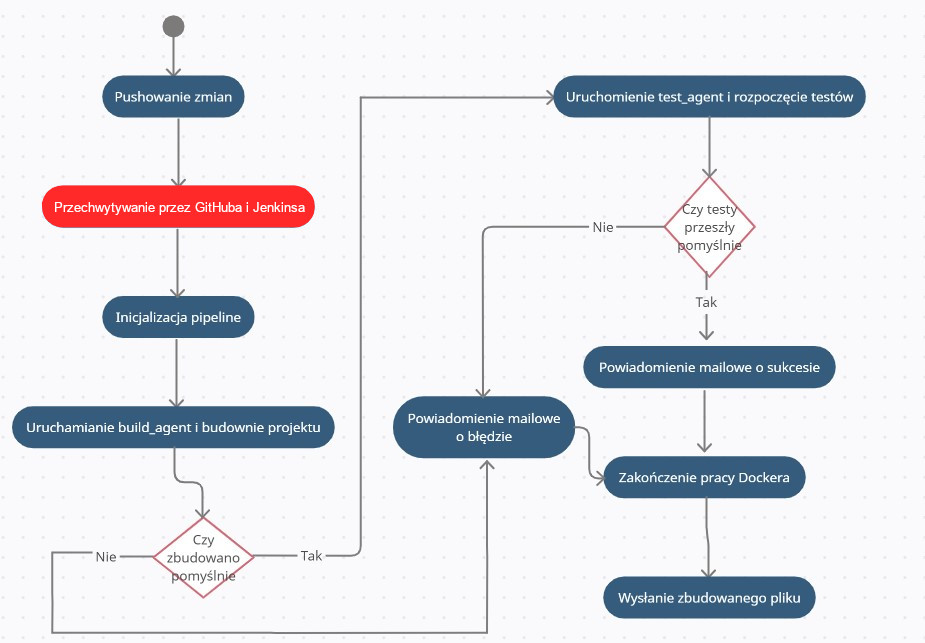 Pushowanie zmian
Przechwytywanie przez GitHuba i Jenkinsa
Inicjalizacja pipeline
Uruchamianie build_agent i budownie projektu
Czy
zbudowano
pomyślnie
Nie
Tak
Uruchomienie test_agent i rozpoczęcie testów
Czy testy
przeszły
pomyślnie
Nie
Tak
Powiadomienie mailowe o sukcesie
Powiadomienie mailowe
o błędzie
Zakończenie pracy Dockera
Wysłanie zbudowanego pliku